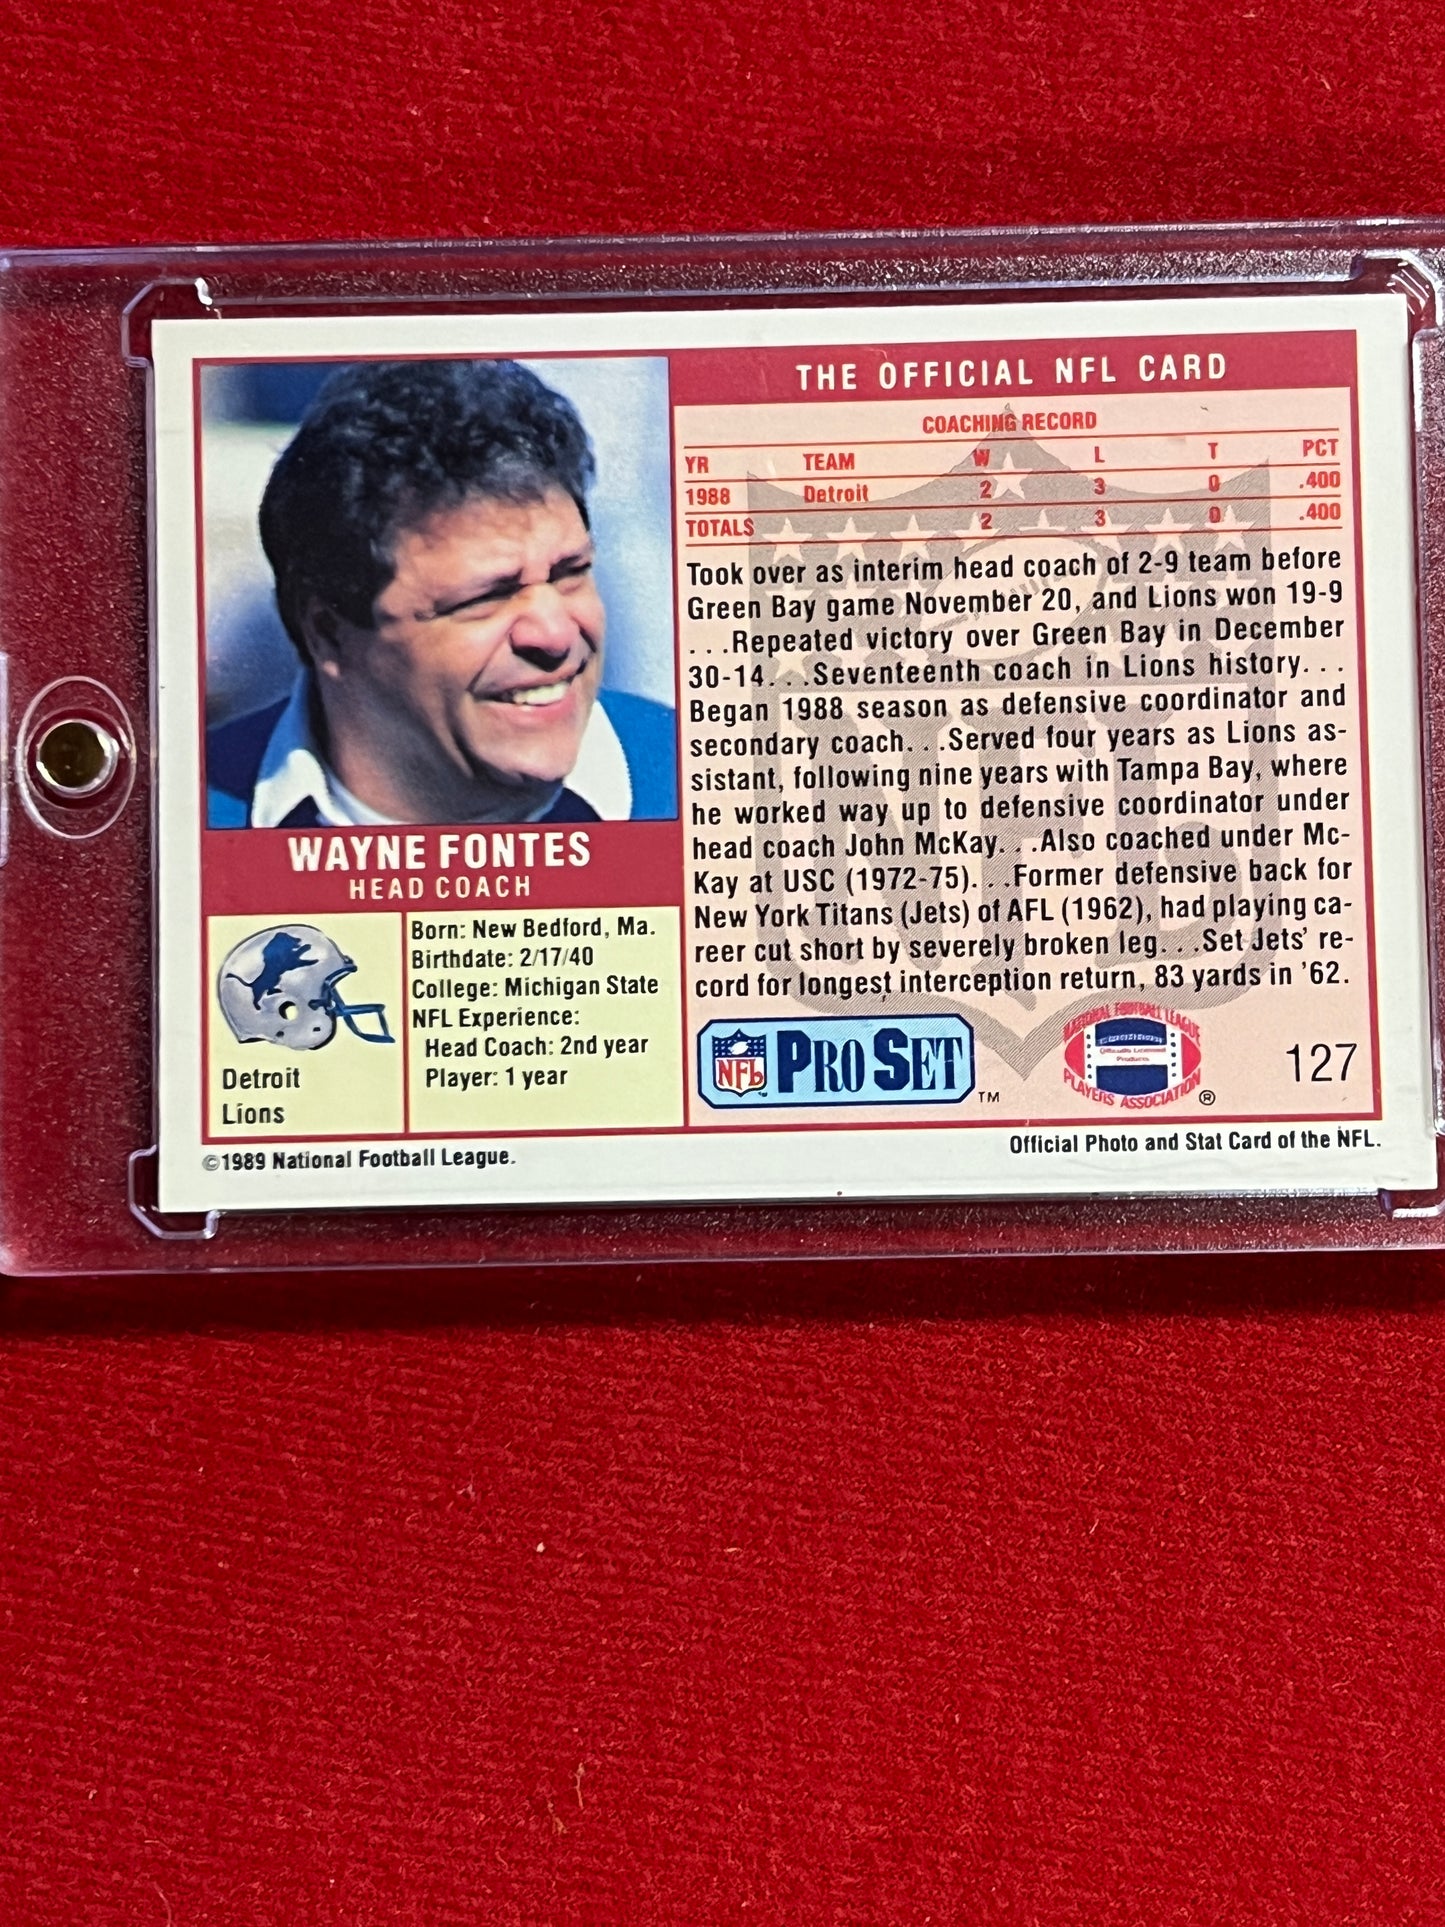 THE OFFICIAL NFL CARD
COACHING RECORD
YR TEAM W L T PCT
1988 Detroit 2 3 0 .400
TOTALS 2 3 0 .400
Took over as interim head coach of 2-9 team before
Green Bay game November 20, and Lions won 19-9
...Repeated victory over Green Bay in December
30-14...Seventeenth coach in Lions history...
Began 1988 season as defensive coordinator and
secondary coach...Served four years as Lions as-
sistant, following nine years with Tampa Bay, where
he worked way up to defensive coordinator under
head coach John McKay...Also coached under Mc-
Kay at USC (1972-75)...Former defensive back for
New York Titans (Jets) of AFL (1962), had playing ca-
reer cut short by severely broken leg...Set Jets' re-
cord for longest interception return, 83 yards in '62.
WAYNE FONTES
HEAD COACH
Detroit
Lions
Born: New Bedford, Ma.
Birthdate: 2/17/40
College: Michigan State
NFL Experience:
Head Coach: 2nd year
Player: 1 year
NFL PRO SET TM
NATIONAL FOOTBALL LEAGUE
Officially Licensed
Products
PLAYERS ASSOCIATION ®
127
©1989 National Football League.
Official Photo and Stat Card of the NFL.